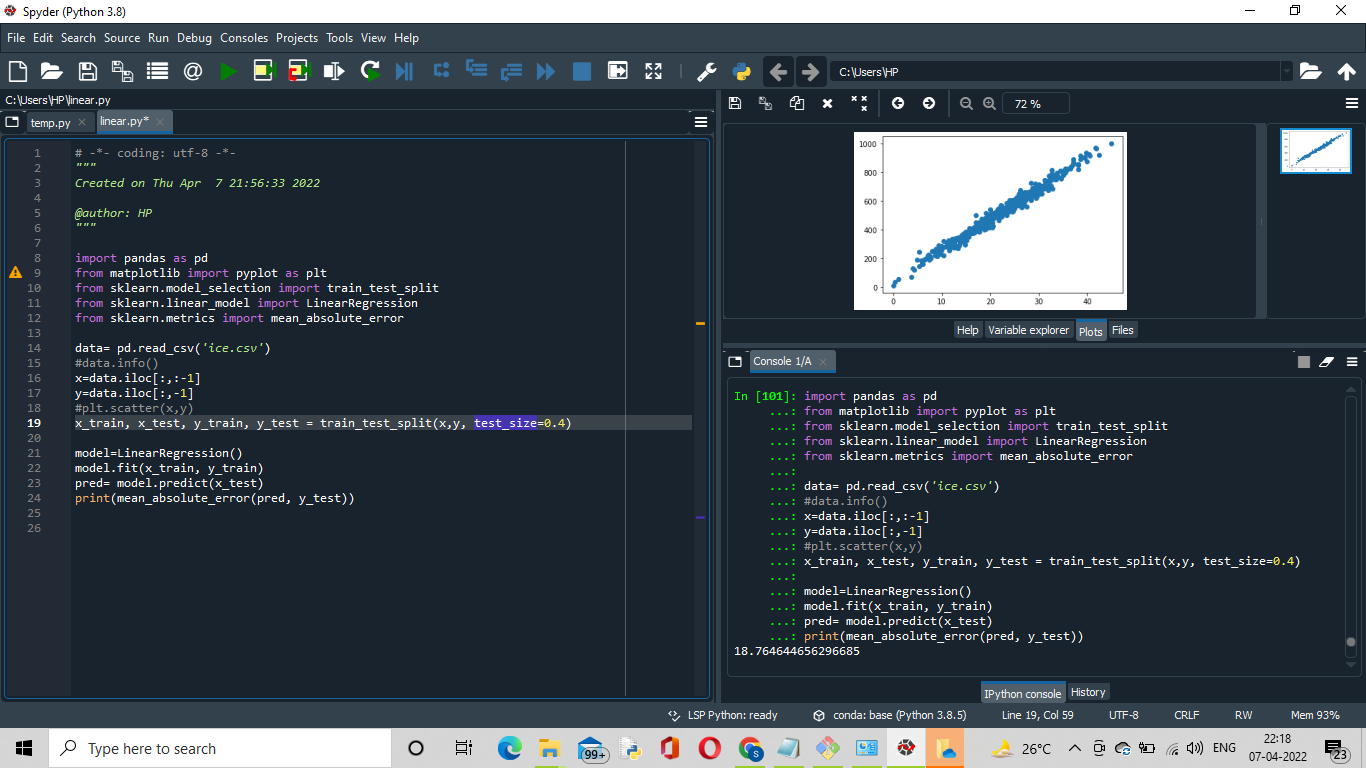 Spyder (Python 3.8)
File Edit Search Source Run Debug Consoles Projects Tools View Help
C:\Users\HP
C:\Users\HP\linear.py
temp.py
linear.py*
1 # -*- coding: utf-8 -*-
2 """
3 Created on Thu Apr  7 21:56:33 2022
4
5 @author: HP
6 """
7
8 import pandas as pd
9 from matplotlib import pyplot as plt
10 from sklearn.model_selection import train_test_split
11 from sklearn.linear_model import LinearRegression
12 from sklearn.metrics import mean_absolute_error
13
14 data= pd.read_csv('ice.csv')
15 #data.info()
16 x=data.iloc[:,:-1]
17 y=data.iloc[:,-1]
18 #plt.scatter(x,y)
19 x_train, x_test, y_train, y_test = train_test_split(x,y, test_size=0.4)
20
21 model=LinearRegression()
22 model.fit(x_train, y_train)
23 pred= model.predict(x_test)
24 print(mean_absolute_error(pred, y_test))
25
26
72 %
1000
800
600
400
200
0
0 10 20 30 40
Help Variable explorer Plots Files
Console 1/A
In [101]: import pandas as pd
...: from matplotlib import pyplot as plt
...: from sklearn.model_selection import train_test_split
...: from sklearn.linear_model import LinearRegression
...: from sklearn.metrics import mean_absolute_error
...:
...: data= pd.read_csv('ice.csv')
...: #data.info()
...: x=data.iloc[:,:-1]
...: y=data.iloc[:,-1]
...: #plt.scatter(x,y)
...: x_train, x_test, y_train, y_test = train_test_split(x,y, test_size=0.4)
...:
...: model=LinearRegression()
...: model.fit(x_train, y_train)
...: pred= model.predict(x_test)
...: print(mean_absolute_error(pred, y_test))
18.764644656296685
IPython console History
LSP Python: ready conda: base (Python 3.8.5) Line 19, Col 59 UTF-8 CRLF RW Mem 93%
Type here to search
99+
S
26°C
ENG
22:18
07-04-2022
23